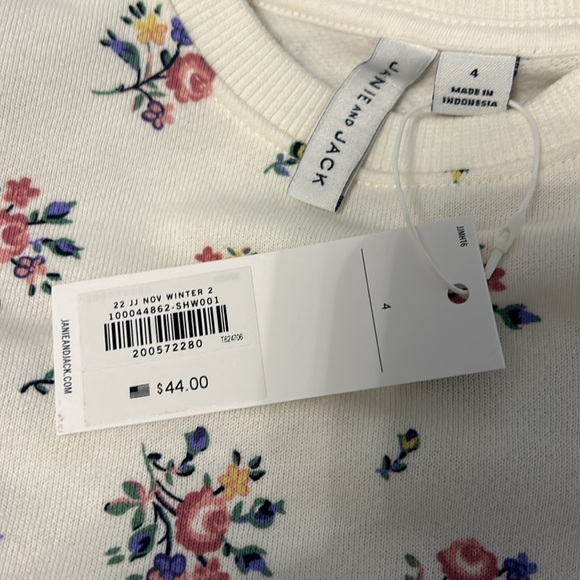 JANIE AND JACK
4
MADE IN
INDONESIA
JJMH16
22 JJ NOV WINTER 2
100044862-SHW001
200572280
T624706
$44.00
4
JANIEANDJACK.COM